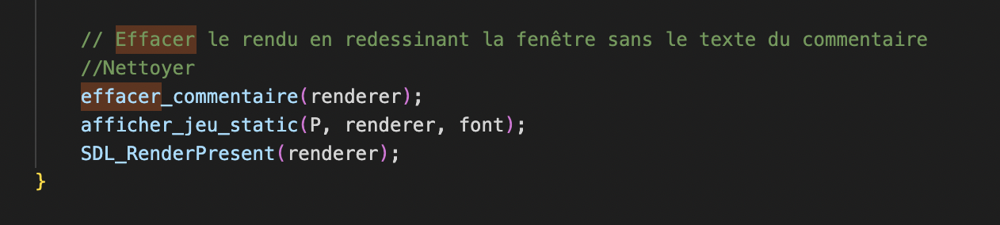 // Effacer le rendu en redessinant la fenêtre sans le texte du commentaire
//Nettoyer
effacer_commentaire(renderer);
afficher_jeu_static(P, renderer, font);
SDL_RenderPresent(renderer);
}